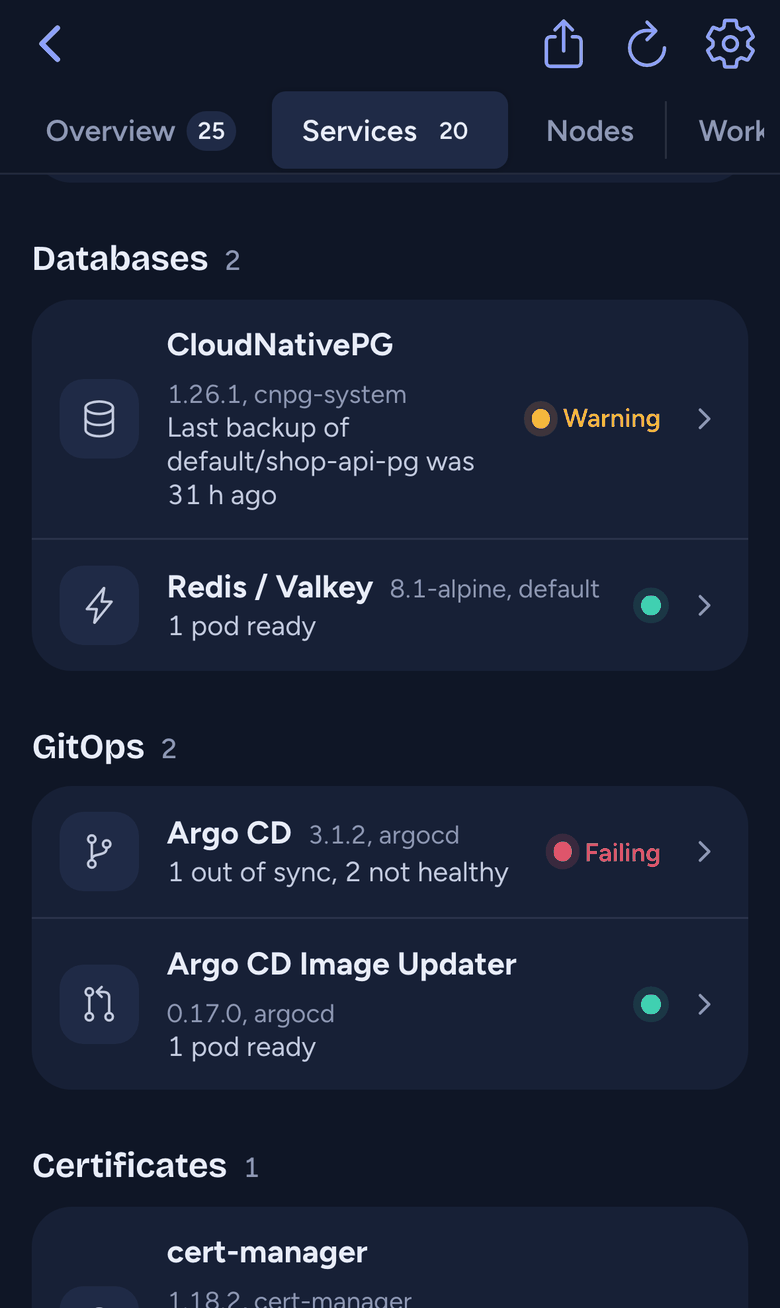 Overview 25 Services 20 Nodes Work
Databases 2
CloudNativePG
1.26.1, cnpg-system
Last backup of
default/shop-api-pg was
31 h ago
Warning
Redis / Valkey 8.1-alpine, default
1 pod ready
GitOps 2
Argo CD 3.1.2, argocd
1 out of sync, 2 not healthy
Failing
Argo CD Image Updater
0.17.0, argocd
1 pod ready
Certificates 1
cert-manager
1.18.2, cert-manager